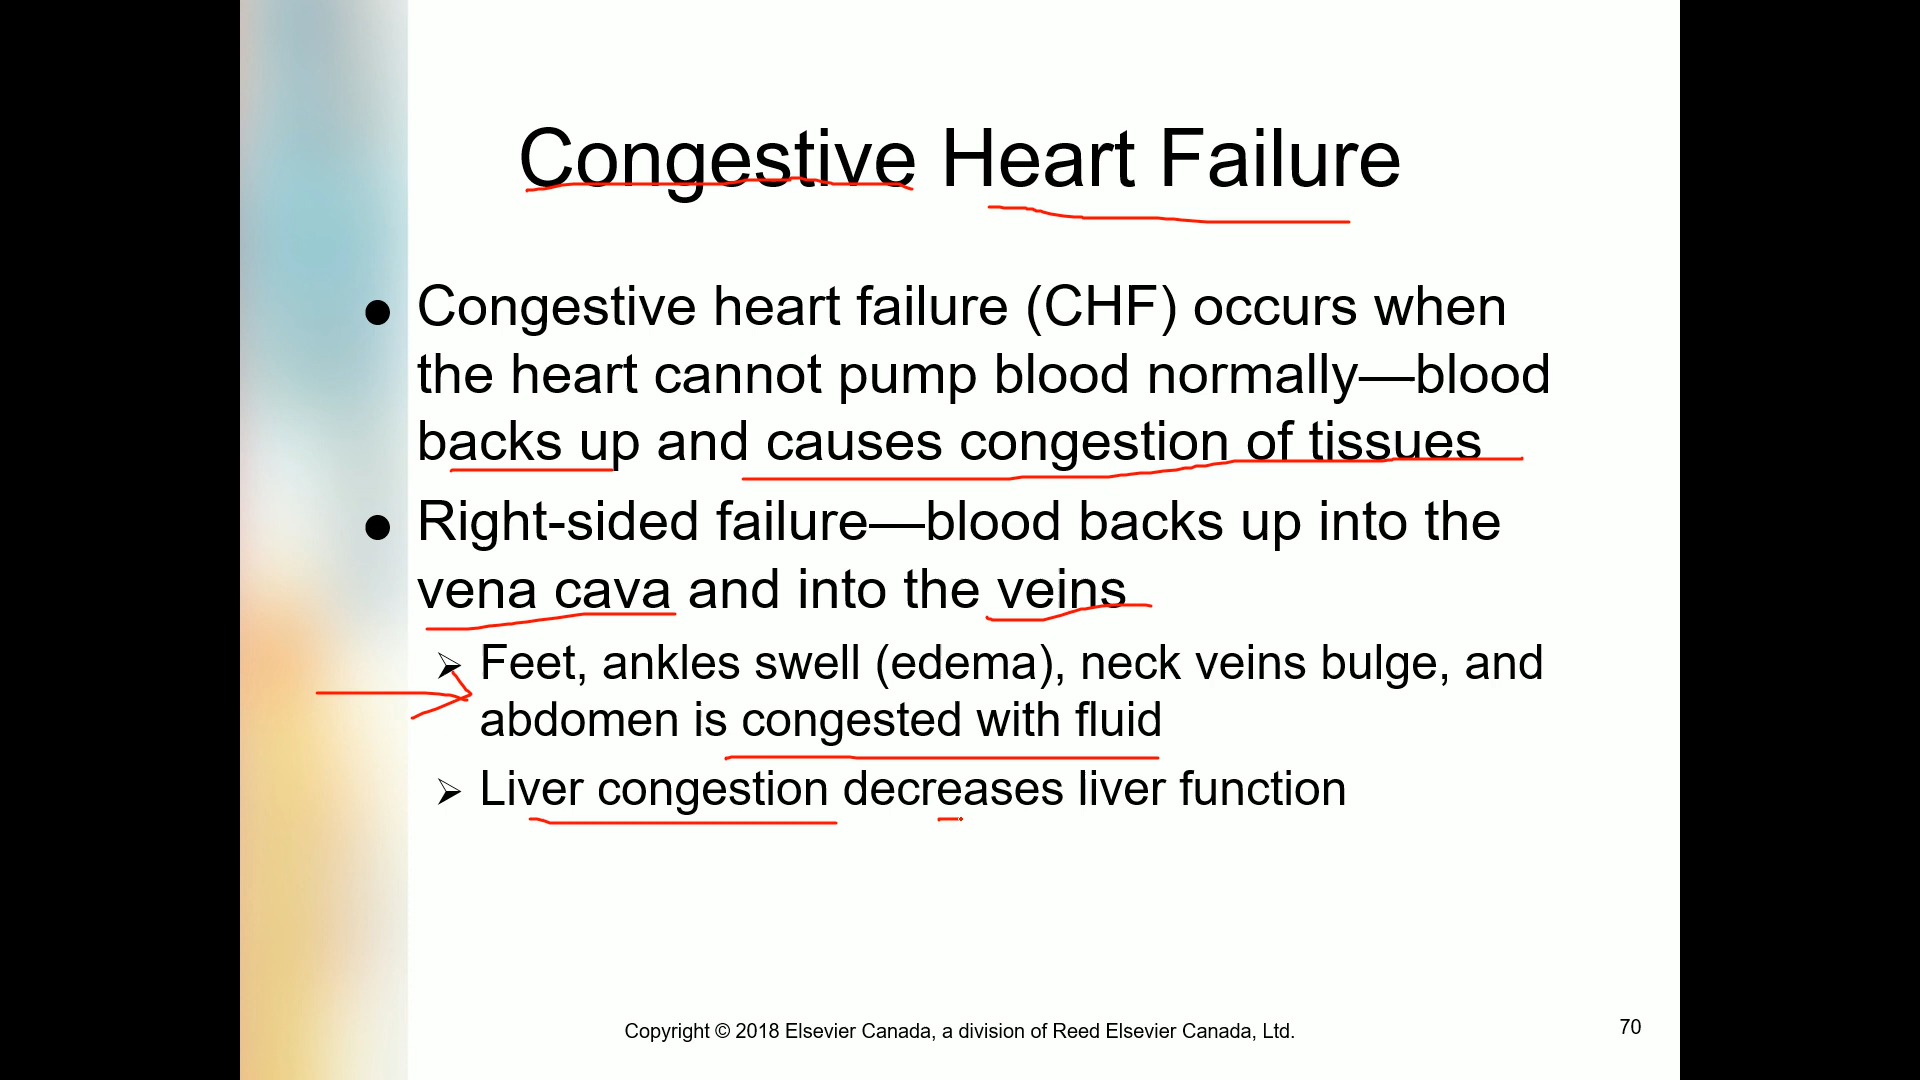 Congestive Heart Failure
● Congestive heart failure (CHF) occurs when
the heart cannot pump blood normally—blood
backs up and causes congestion of tissues
● Right-sided failure—blood backs up into the
vena cava and into the veins
➢ Feet, ankles swell (edema), neck veins bulge, and
abdomen is congested with fluid
➢ Liver congestion decreases liver function
Copyright © 2018 Elsevier Canada, a division of Reed Elsevier Canada, Ltd.
70